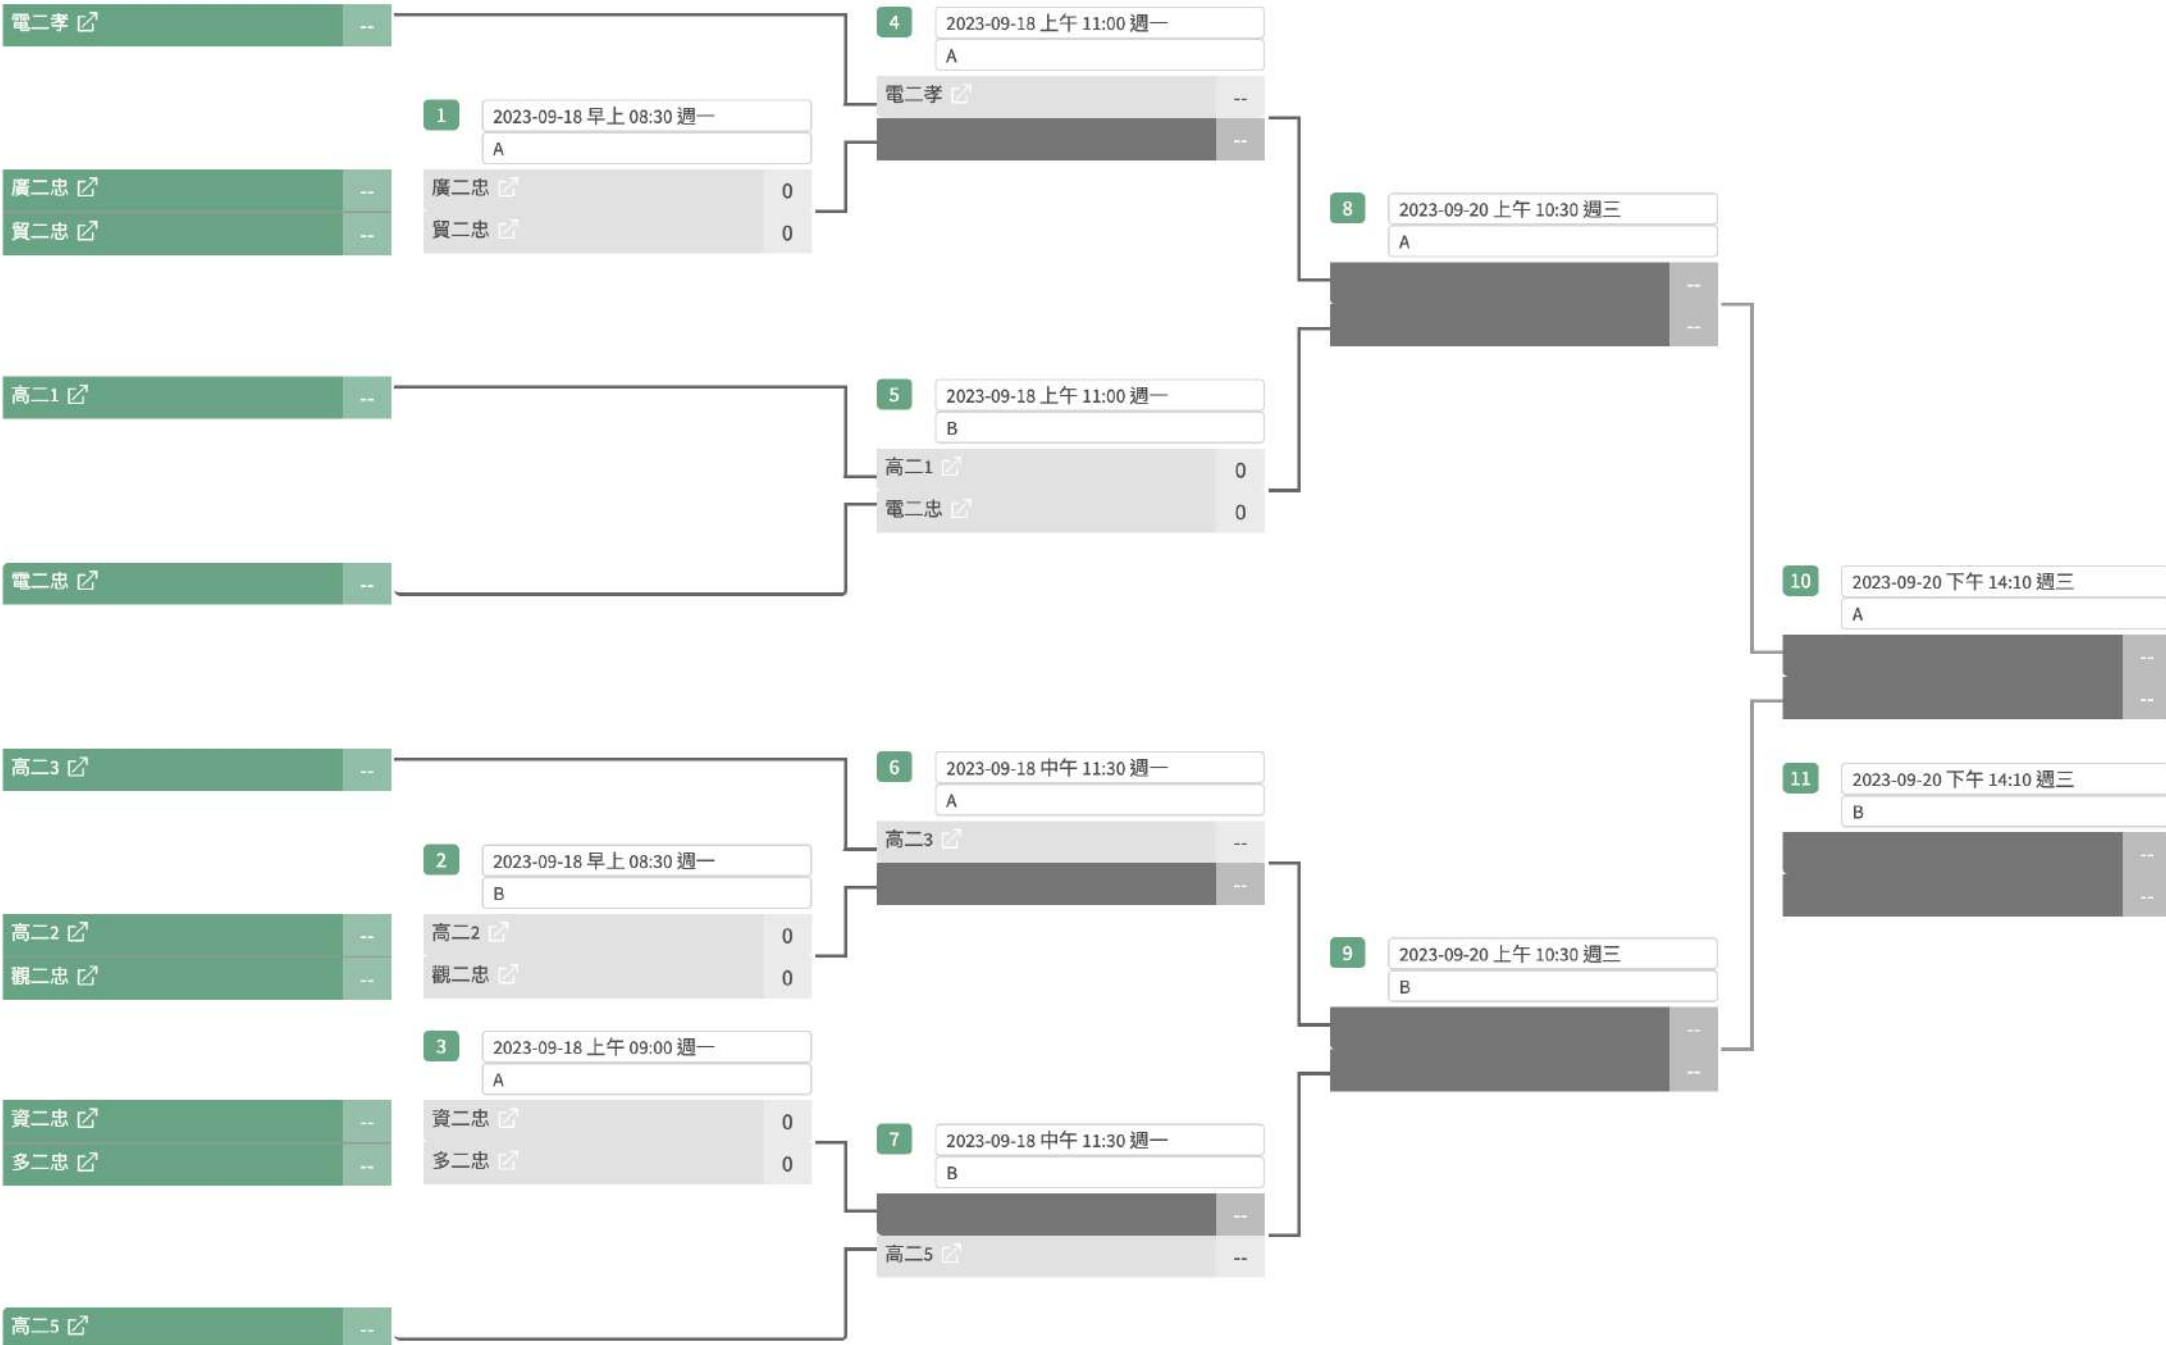 電二孝 --
廣二忠 --
貿二忠 --
高二1 --
電二忠 --
高二3 --
高二2 --
觀二忠 --
資二忠 --
多二忠 --
高二5 --
1 2023-09-18 早上 08:30 週一
A
廣二忠 0
貿二忠 0
2 2023-09-18 早上 08:30 週一
B
高二2 0
觀二忠 0
3 2023-09-18 上午 09:00 週一
A
資二忠 0
多二忠 0
4 2023-09-18 上午 11:00 週一
A
電二孝 --
--
5 2023-09-18 上午 11:00 週一
B
高二1 0
電二忠 0
6 2023-09-18 中午 11:30 週一
A
高二3 --
--
7 2023-09-18 中午 11:30 週一
B
--
高二5 --
8 2023-09-20 上午 10:30 週三
A
--
--
9 2023-09-20 上午 10:30 週三
B
--
--
10 2023-09-20 下午 14:10 週三
A
--
--
11 2023-09-20 下午 14:10 週三
B
--
--